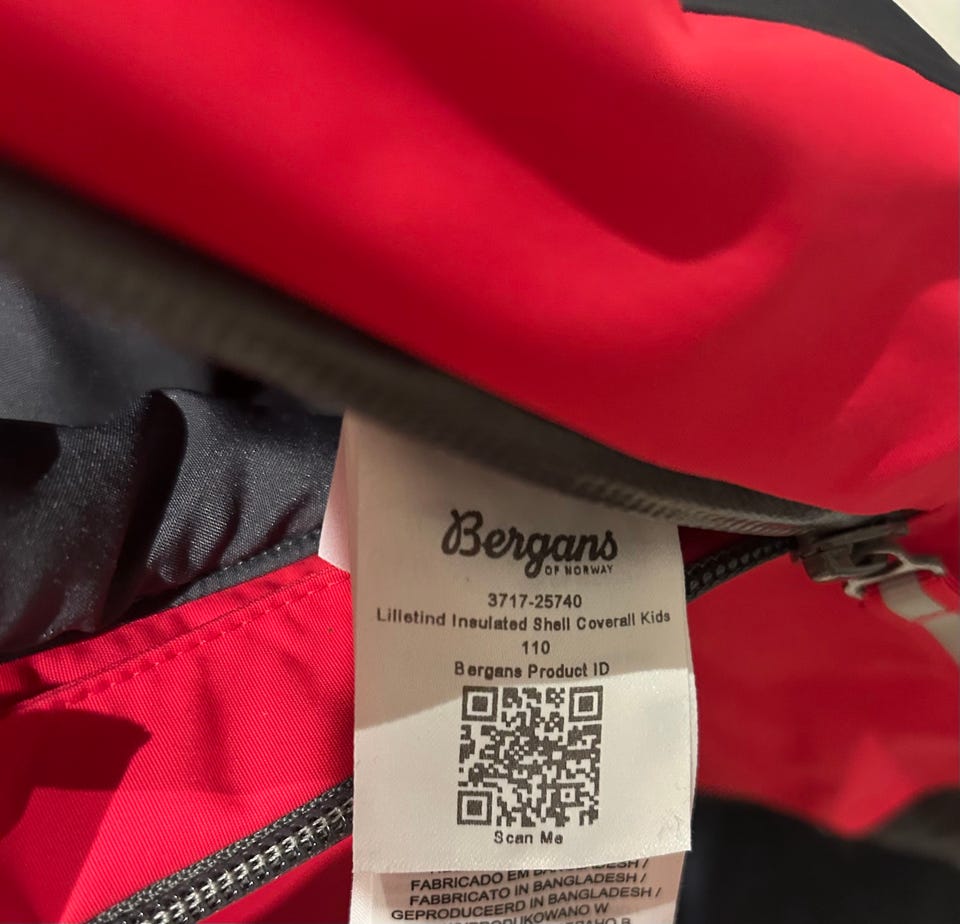 Bergans
OF NORWAY
3717-25740
Lilletind Insulated Shell Coverall Kids
110
Bergans Product ID
Scan Me
FABRICADO EM
FABBRICATO IN BANGLADESH /
GEPRODUCEERD IN BANGLADESH /
W